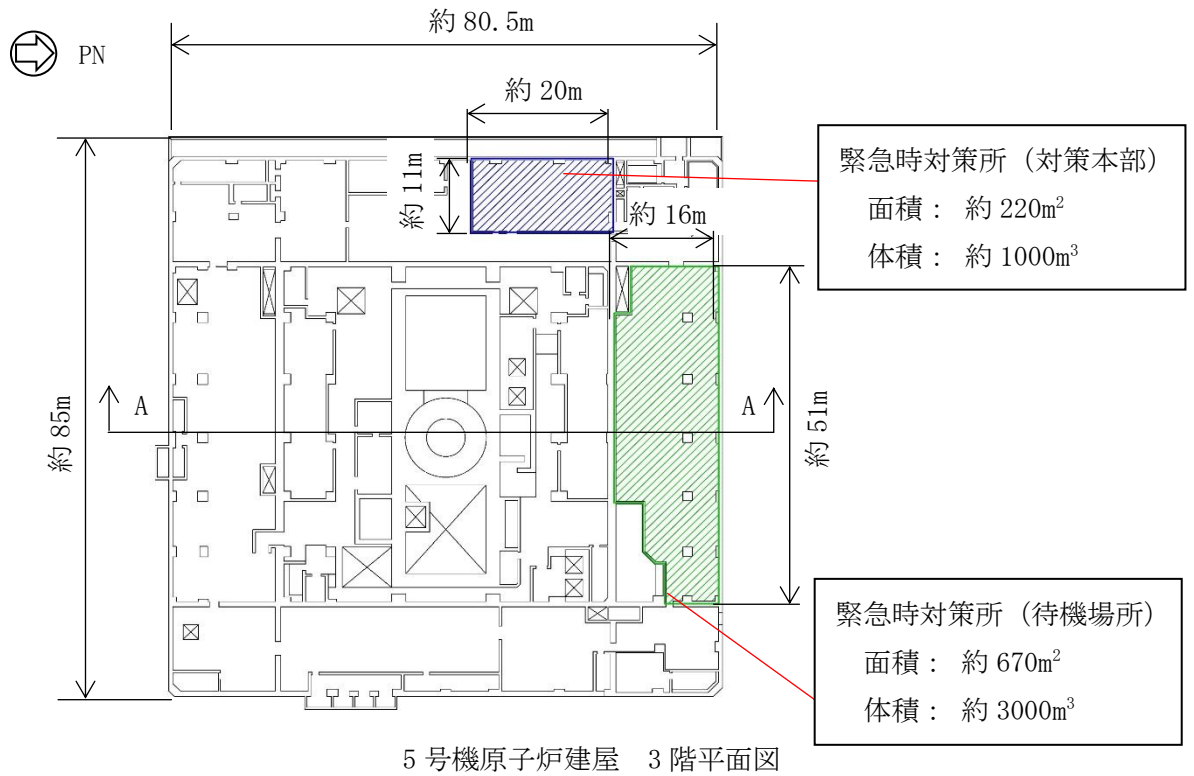 約 80.5m
PN
約 20m
約 11m
約 16m
緊急時対策所（対策本部）
面積： 約 220m²
体積： 約 1000m³
約 85m
A
A
約 51m
緊急時対策所（待機場所）
面積： 約 670m²
体積： 約 3000m³
5 号機原子炉建屋　3 階平面図